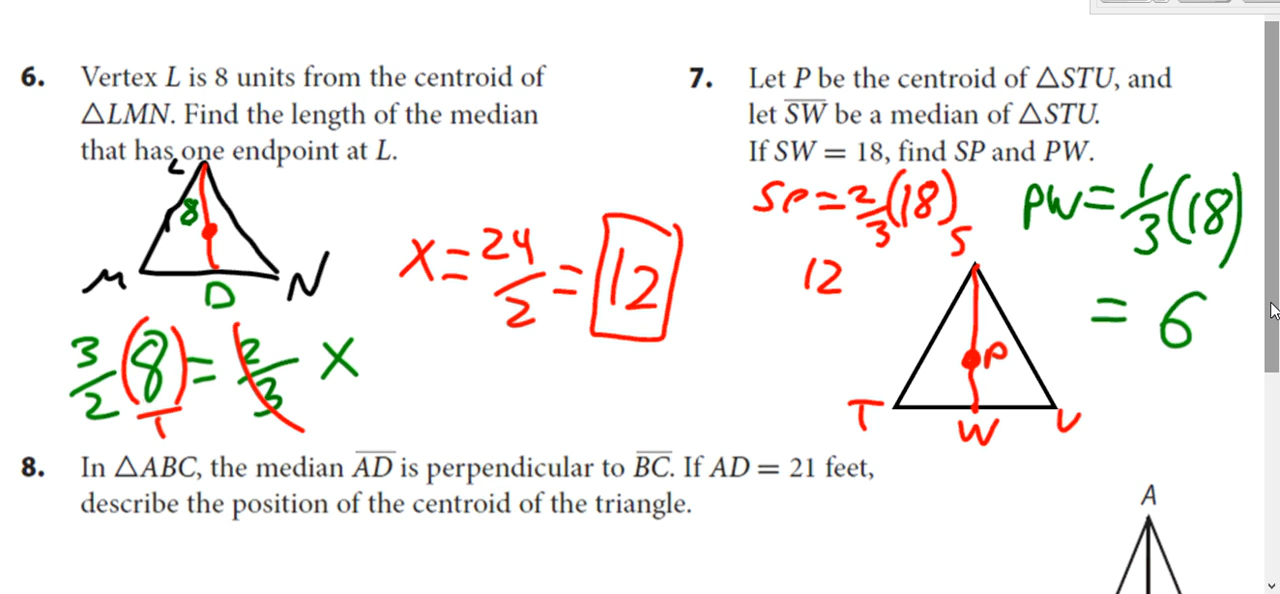 6. Vertex L is 8 units from the centroid of
△LMN. Find the length of the median
that has one endpoint at L.
L
8
M
D
N
3/2 (8/1) = 2/3 x
x = 24/2 = 12
7. Let P be the centroid of △STU, and
let S̅W̅ be a median of △STU.
If SW = 18, find SP and PW.
SP = 2/3 (18)
12
PW = 1/3 (18)
= 6
S
P
T
W
U
8. In △ABC, the median A̅D̅ is perpendicular to B̅C̅. If AD = 21 feet,
describe the position of the centroid of the triangle.
A